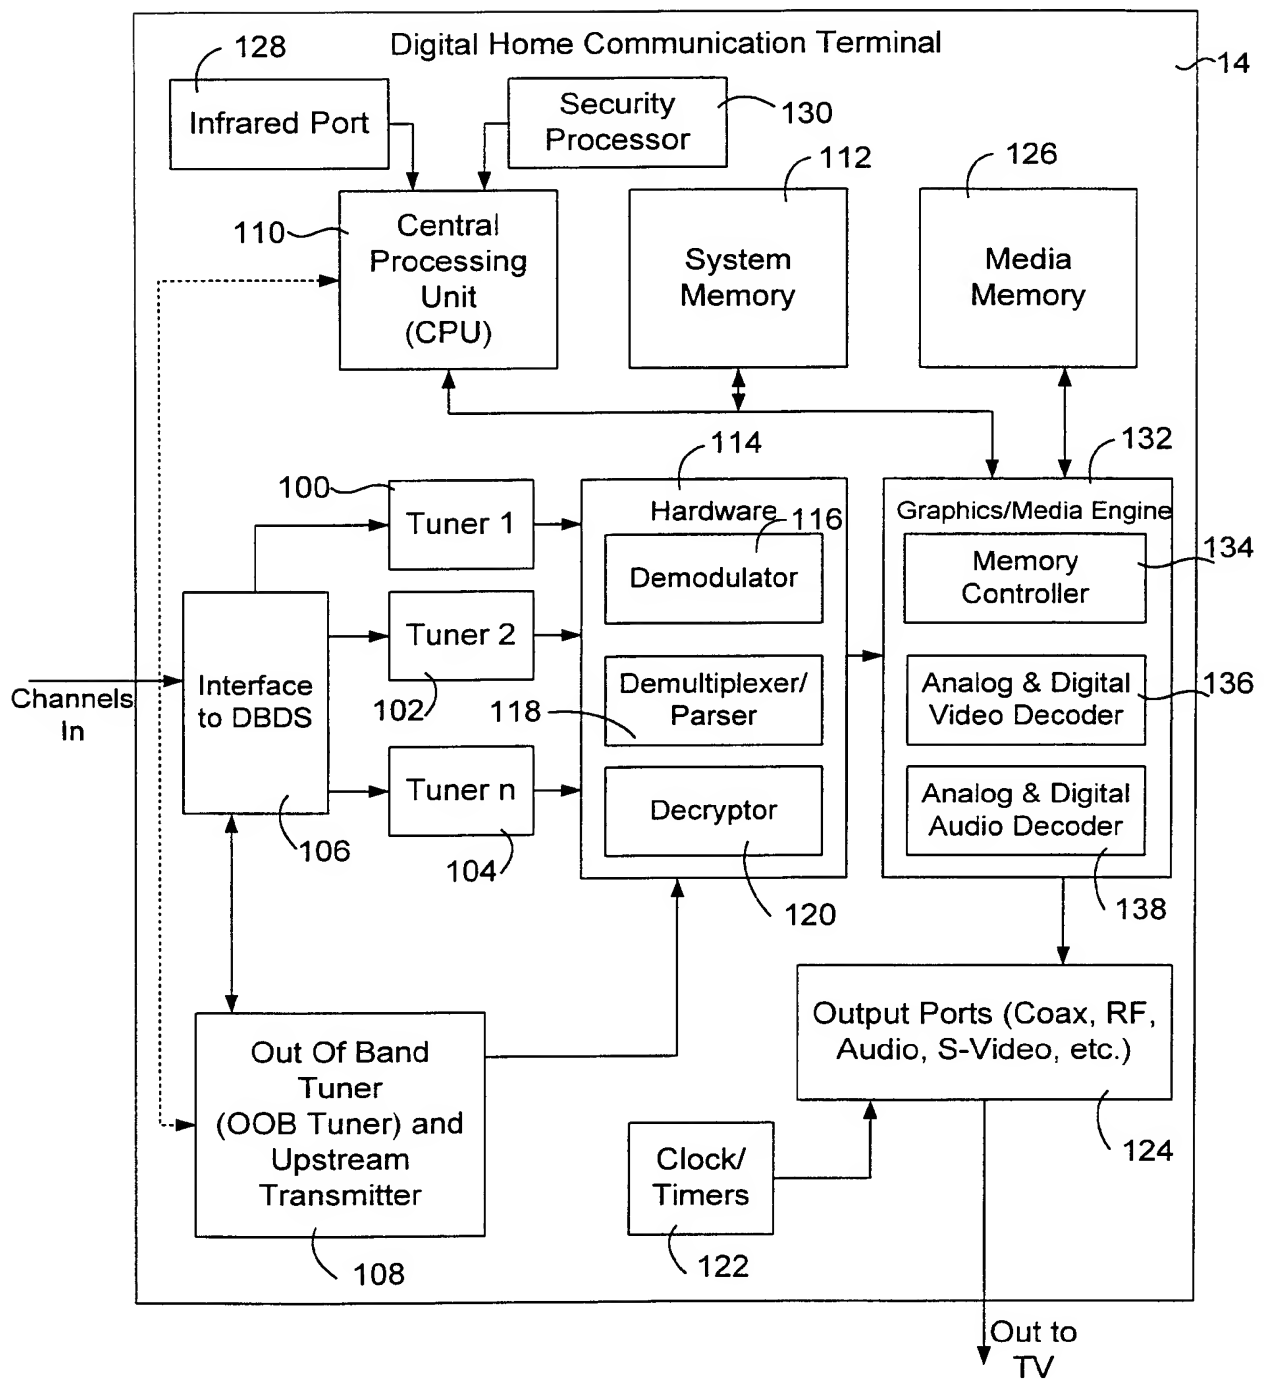 Digital Home Communication Terminal
14
128
Infrared Port
Security
Processor
130
112
126
110
Central
Processing
Unit
(CPU)
System
Memory
Media
Memory
114
132
100
Tuner 1
Hardware
116
Demodulator
Graphics/Media Engine
Memory
Controller
134
Tuner 2
102
Channels
In
Interface
to DBDS
106
Demultiplexer/
Parser
118
Analog & Digital
Video Decoder
136
Tuner n
104
Decryptor
120
Analog & Digital
Audio Decoder
138
Out Of Band
Tuner
(OOB Tuner) and
Upstream
Transmitter
108
Output Ports (Coax, RF,
Audio, S-Video, etc.)
124
Clock/
Timers
122
Out to
TV